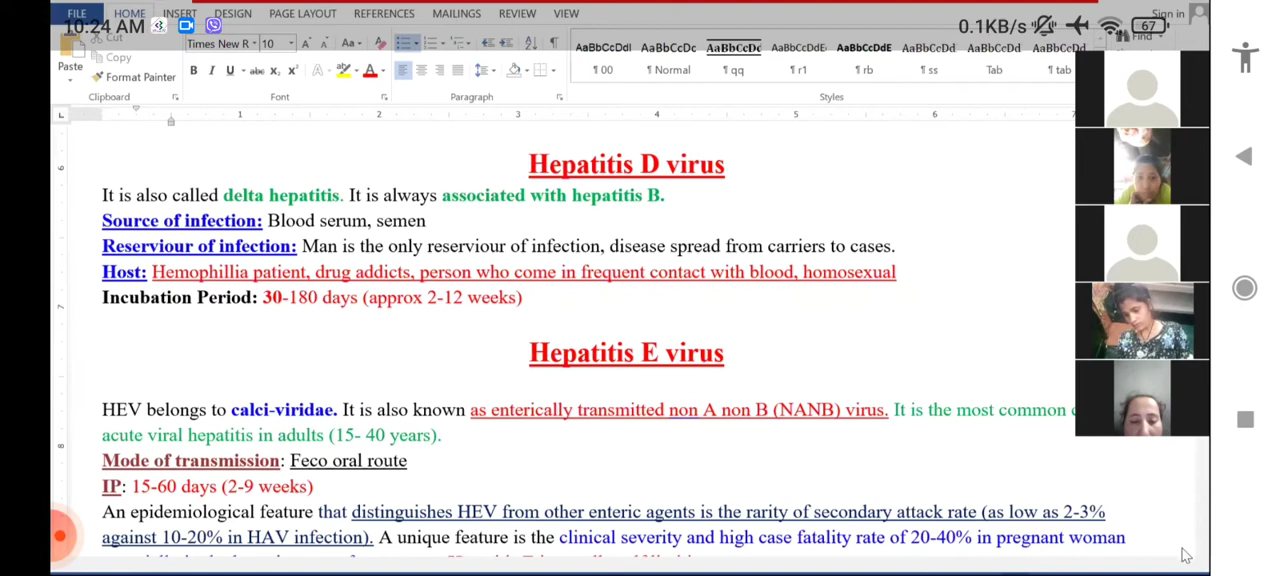 FILE HOME INSERT DESIGN PAGE LAYOUT REFERENCES MAILINGS REVIEW VIEW Sign in
10:24 AM 0.1KB/s 67
Cut
Copy
Paste
Format Painter
Times New R 10
Find
AaBbCcDdI AaBbCcDc AaBbCcDc AaBbCcDdE AaBbCcDdE AaBbCcDd AaBbCcDd AaBbCcDd
¶ 00 ¶ Normal ¶ qq ¶ r1 ¶ rb ¶ ss Tab ¶ tab
Clipboard Font Paragraph Styles
1 2 3 4 5 6 7
Hepatitis D virus
It is also called delta hepatitis. It is always associated with hepatitis B.
Source of infection: Blood serum, semen
Reserviour of infection: Man is the only reserviour of infection, disease spread from carriers to cases.
Host: Hemophillia patient, drug addicts, person who come in frequent contact with blood, homosexual
Incubation Period: 30-180 days (approx 2-12 weeks)
Hepatitis E virus
HEV belongs to calci-viridae. It is also known as enterically transmitted non A non B (NANB) virus. It is the most common
acute viral hepatitis in adults (15- 40 years).
Mode of transmission: Feco oral route
IP: 15-60 days (2-9 weeks)
An epidemiological feature that distinguishes HEV from other enteric agents is the rarity of secondary attack rate (as low as 2-3%
against 10-20% in HAV infection). A unique feature is the clinical severity and high case fatality rate of 20-40% in pregnant woman